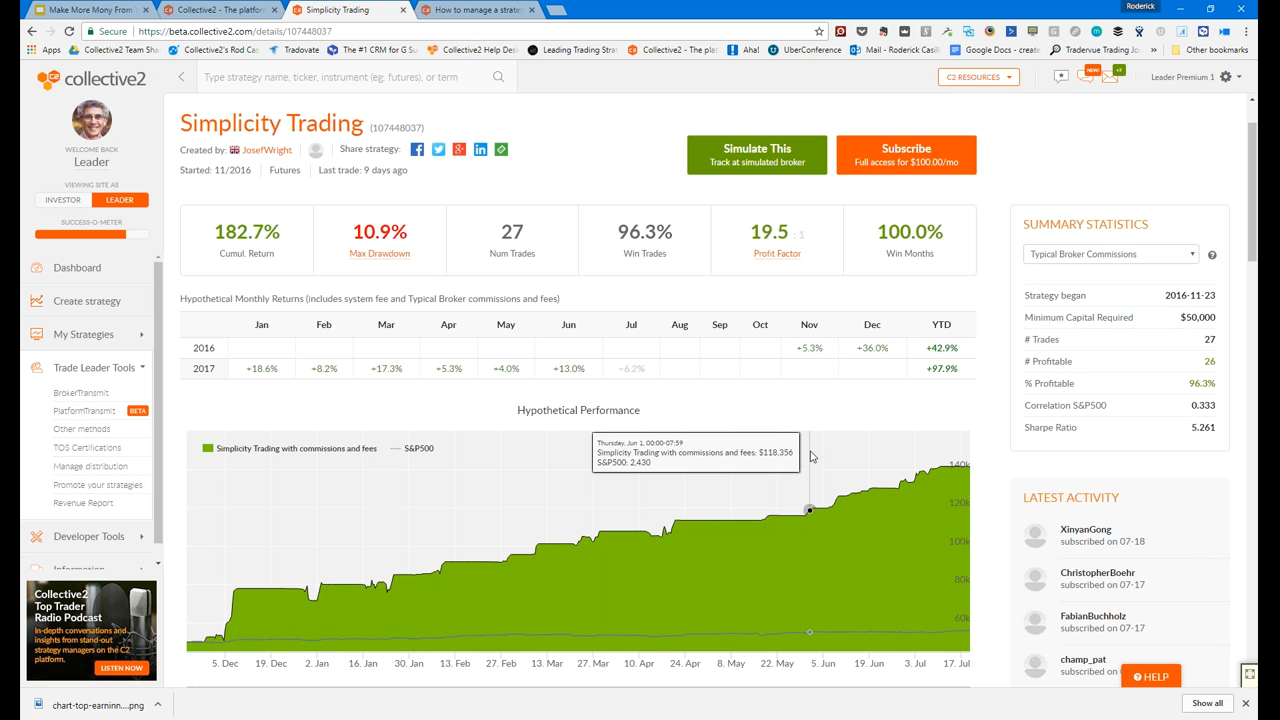 Roderick
Make More Mony From
Collective2 - The platfor
Simplicity Trading
How to manage a strateg
Secure
https://beta.collective2.com/details/107448037
Apps
Collective2 Team Sha
Collective2's Road C
Tradovate
The #1 CRM for G Su
Collective2 Help Desk
Leading Trading Stra
Collective2 - The pla
Aha!
UberConference
Mail - Roderick Casill
Google Docs - create
Tradervue Trading Jo
Other bookmarks
collective2
Type strategy name, ticker, instrument (eg, futures), or term
C2 RESOURCES
NEW!
+7
Leader Premium 1
WELCOME BACK
Leader
VIEWING SITE AS
INVESTOR
LEADER
SUCCESS-O-METER
Dashboard
Create strategy
My Strategies
Trade Leader Tools
BrokerTransmit
PlatformTransmit BETA
Other methods
TOS Certifications
Manage distribution
Promote your strategies
Revenue Report
Developer Tools
Information
Collective2
Top Trader
Radio Podcast
In-depth conversations and
insights from stand-out
strategy managers on the C2
platform.
LISTEN NOW
Simplicity Trading (107448037)
Created by: JosefWright
Share strategy:
Started: 11/2016
Futures
Last trade: 9 days ago
Simulate This
Track at simulated broker
Subscribe
Full access for $100.00/mo
182.7%
Cumul. Return
10.9%
Max Drawdown
27
Num Trades
96.3%
Win Trades
19.5 : 1
Profit Factor
100.0%
Win Months
Hypothetical Monthly Returns (includes system fee and Typical Broker commissions and fees)
Jan Feb Mar Apr May Jun Jul Aug Sep Oct Nov Dec YTD
2016 +5.3% +36.0% +42.9%
2017 +18.6% +8.2% +17.3% +5.3% +4.0% +13.0% +6.2% +97.9%
Hypothetical Performance
Simplicity Trading with commissions and fees
S&P500
Thursday, Jun 1, 00:00-07:59
Simplicity Trading with commissions and fees: $118,356
S&P500: 2,430
140k
120k
100k
80k
60k
5. Dec 19. Dec 2. Jan 16. Jan 30. Jan 13. Feb 27. Feb 13. Mar 27. Mar 10. Apr 24. Apr 8. May 22. May 5. Jun 19. Jun 3. Jul 17. Jul
SUMMARY STATISTICS
Typical Broker Commissions
Strategy began 2016-11-23
Minimum Capital Required $50,000
# Trades 27
# Profitable 26
% Profitable 96.3%
Correlation S&P500 0.333
Sharpe Ratio 5.261
LATEST ACTIVITY
XinyanGong
subscribed on 07-18
ChristopherBoehr
subscribed on 07-17
FabianBuchholz
subscribed on 07-17
champ_pat
HELP
chart-top-earninn....png
Show all